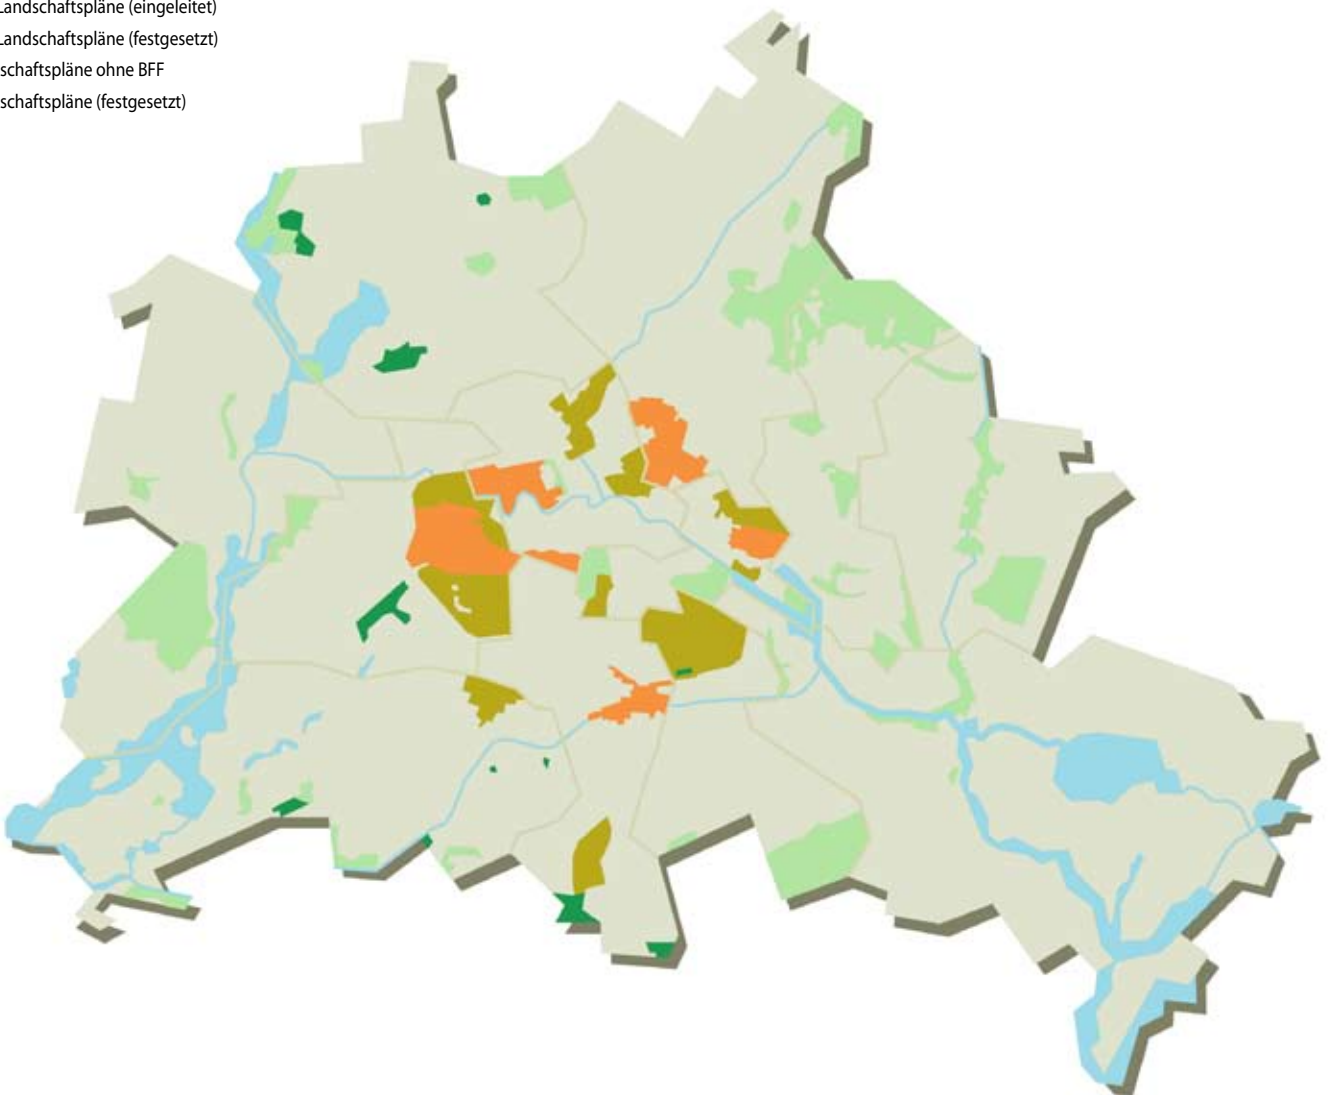 Landschaftspläne (eingeleitet)
Landschaftspläne (festgesetzt)
schaftspläne ohne BFF
schaftspläne (festgesetzt)